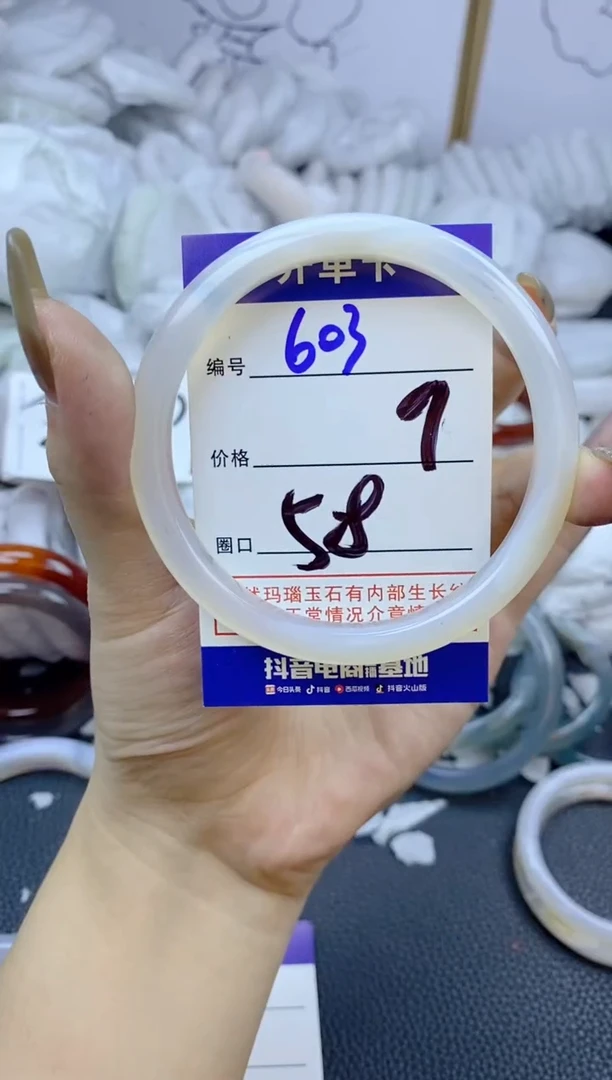 开单卡
编号 603
价格 9
圈口 58
玛瑙玉石有内部生长纹
正常情况介意
抖音电商直播基地
今日头条 抖音 西瓜视频 抖音火山版